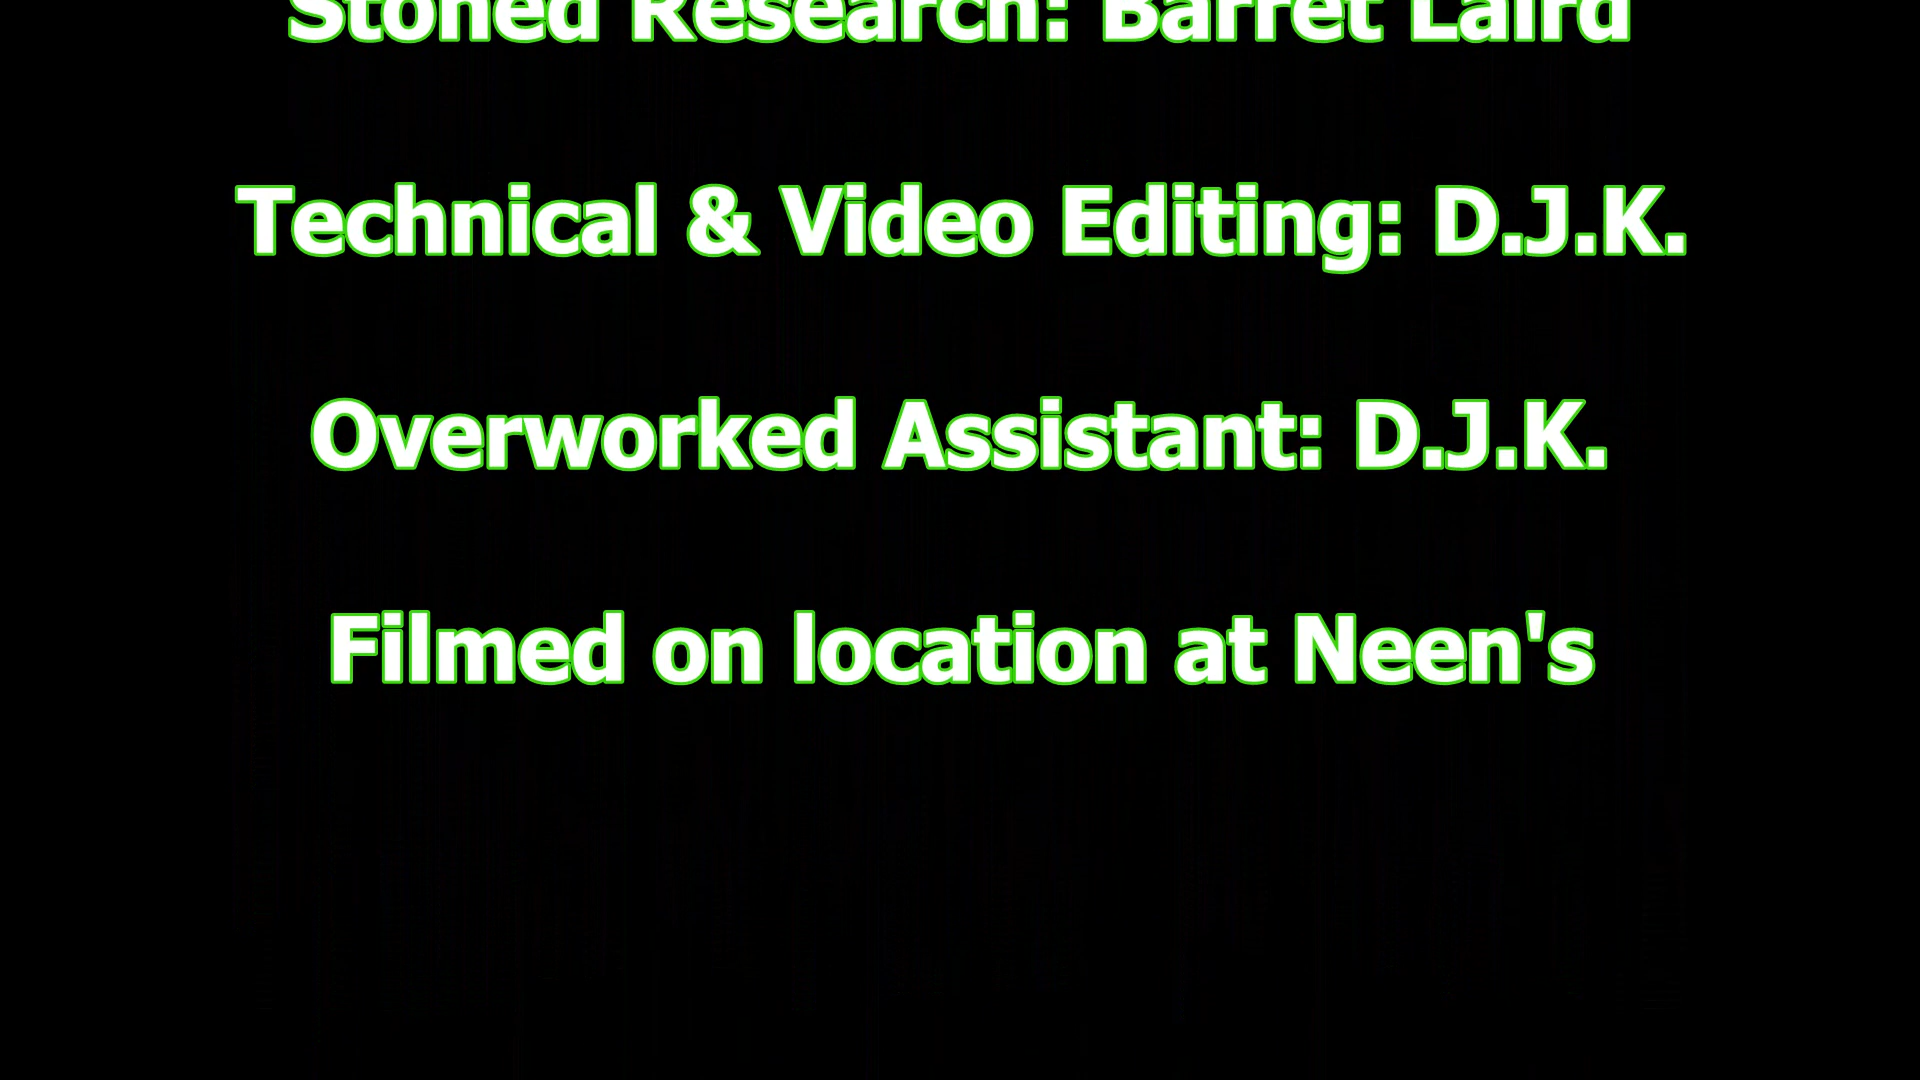 Stoned Research: Barret Laird
Technical & Video Editing: D.J.K.
Overworked Assistant: D.J.K.
Filmed on location at Neen's